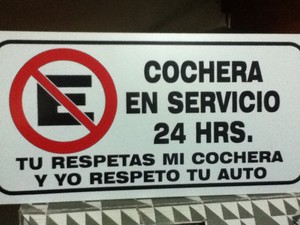 E
COCHERA
EN SERVICIO
24 HRS.
TU RESPETAS MI COCHERA
Y YO RESPETO TU AUTO